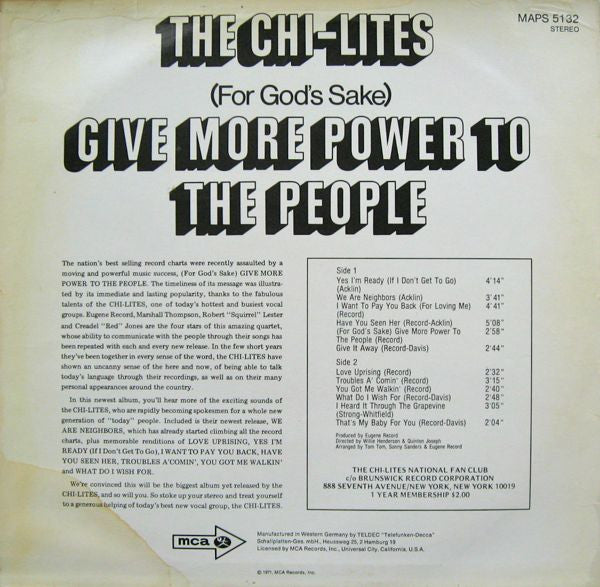 THE CHI-LITES
MAPS 5132
STEREO
(For God's Sake)
GIVE MORE POWER TO
THE PEOPLE
The nation's best selling record charts were recently assaulted by a
moving and powerful music success, (For God's Sake) GIVE MORE
POWER TO THE PEOPLE. The timeliness of its message was illustra-
ted by its immediate and lasting popularity, thanks to the fabulous
talents of the CHI-LITES, one of today's hottest and busiest vocal
groups. Eugene Record, Marshall Thompson, Robert "Squirrel" Lester
and Creadel "Red" Jones are the four stars of this amazing quartet,
whose ability to communicate with the people through their songs has
been repeated with each and every new release. In the few short years
they've been together in every sense of the word, the CHI-LITES have
shown an uncanny sense of the here and now, of being able to talk
today's language through their recordings, as well as on their many
personal appearances around the country.
In this newest album, you'll hear more of the exciting sounds of
the CHI-LITES, who are rapidly becoming spokesmen for a whole new
generation of "today" people. Included is their newest release, WE
ARE NEIGHBORS, which has already started climbing all the record
charts, plus memorable renditions of LOVE UPRISING, YES I'M
READY (If I Don't Get To Go), I WANT TO PAY YOU BACK, HAVE
YOU SEEN HER, TROUBLES A'COMIN', YOU GOT ME WALKIN'
and WHAT DO I WISH FOR.
We're convinced this will be the biggest album yet released by the
CHI-LITES, and so will you. So stoke up your stereo and treat yourself
to a generous helping of today's best new vocal group, the CHI-LITES.
Side 1
Yes I'm Ready (If I Don't Get To Go) 4'14"
(Acklin)
We Are Neighbors (Acklin) 3'41"
I Want To Pay You Back (For Loving Me) 4'41"
(Record)
Have You Seen Her (Record-Acklin) 5'08"
(For God's Sake) Give More Power To 2'58"
The People (Record)
Give It Away (Record-Davis) 2'44"
Side 2
Love Uprising (Record) 2'32"
Troubles A' Comin' (Record) 3'15"
You Got Me Walkin' (Record) 2'40"
What Do I Wish For (Record-Davis) 2'48"
I Heard It Through The Grapevine 3'05"
(Strong-Whitfield)
That's My Baby For You (Record-Davis) 2'04"
Produced by Eugene Record
Directed by Willie Henderson & Quinton Joseph
Arranged by Tom Tom, Sonny Sanders & Eugene Record
THE CHI-LITES NATIONAL FAN CLUB
c/o BRUNSWICK RECORD CORPORATION
888 SEVENTH AVENUE/NEW YORK, NEW YORK 10019
1 YEAR MEMBERSHIP $2.00
mca
Manufactured in Western Germany by TELDEC "Telefunken-Decca"
Schallplatten-Ges. mbH., Heussweg 25, 2 Hamburg 19
Licensed by MCA Records, Inc., Universal City, California, U.S.A.
© 1971, MCA Records, Inc.